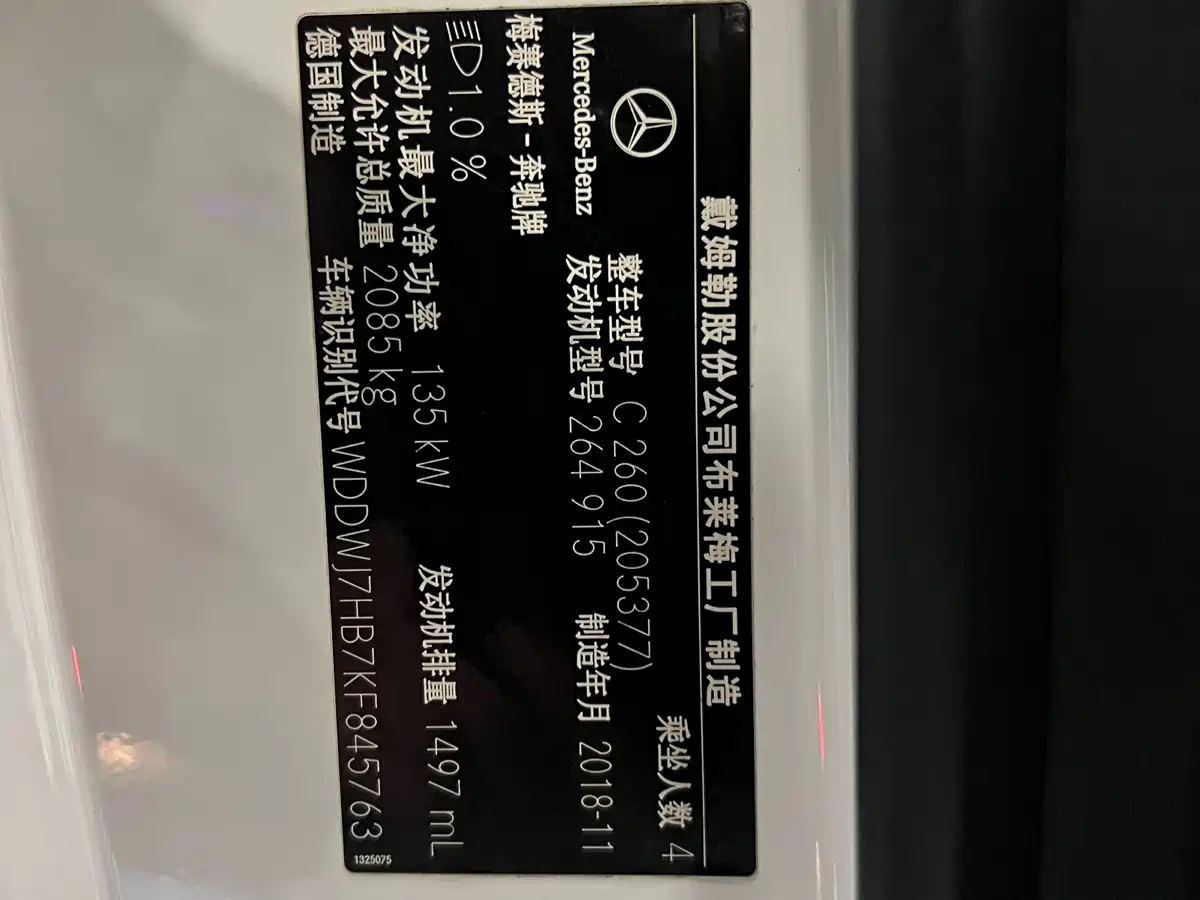 戴姆勒股份公司布莱梅工厂制造
乘坐人数 4
Mercedes-Benz
整车型号 C 260 (205377)
发动机型号 264 915 制造年月 2018-11
梅赛德斯-奔驰牌
1.0 %
发动机最大净功率 135 kW 发动机排量 1497 mL
最大允许总质量 2085 kg
德国制造 车辆识别代号 WDDWJ7HB7KF845763
1325075